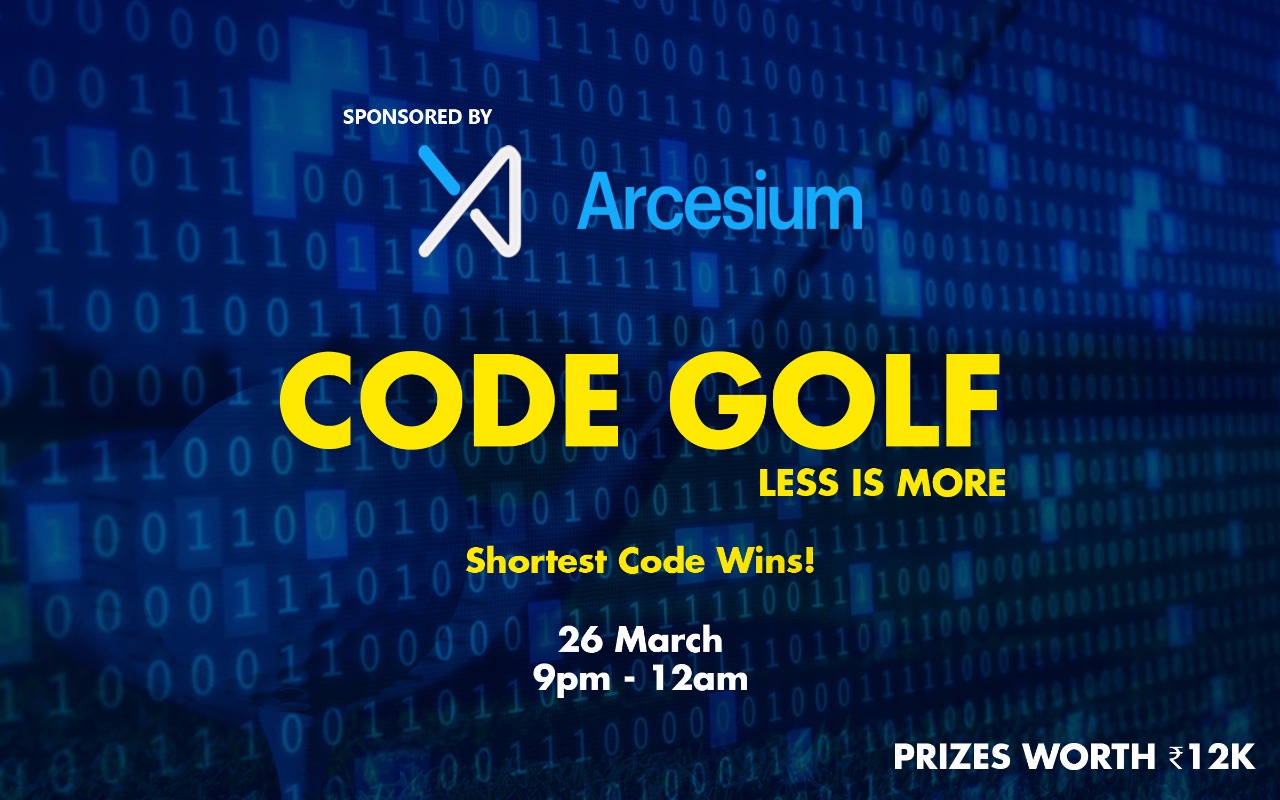 SPONSORED BY
Arcesium
CODE GOLF
LESS IS MORE
Shortest Code Wins!
26 March
9pm - 12am
PRIZES WORTH ₹12K